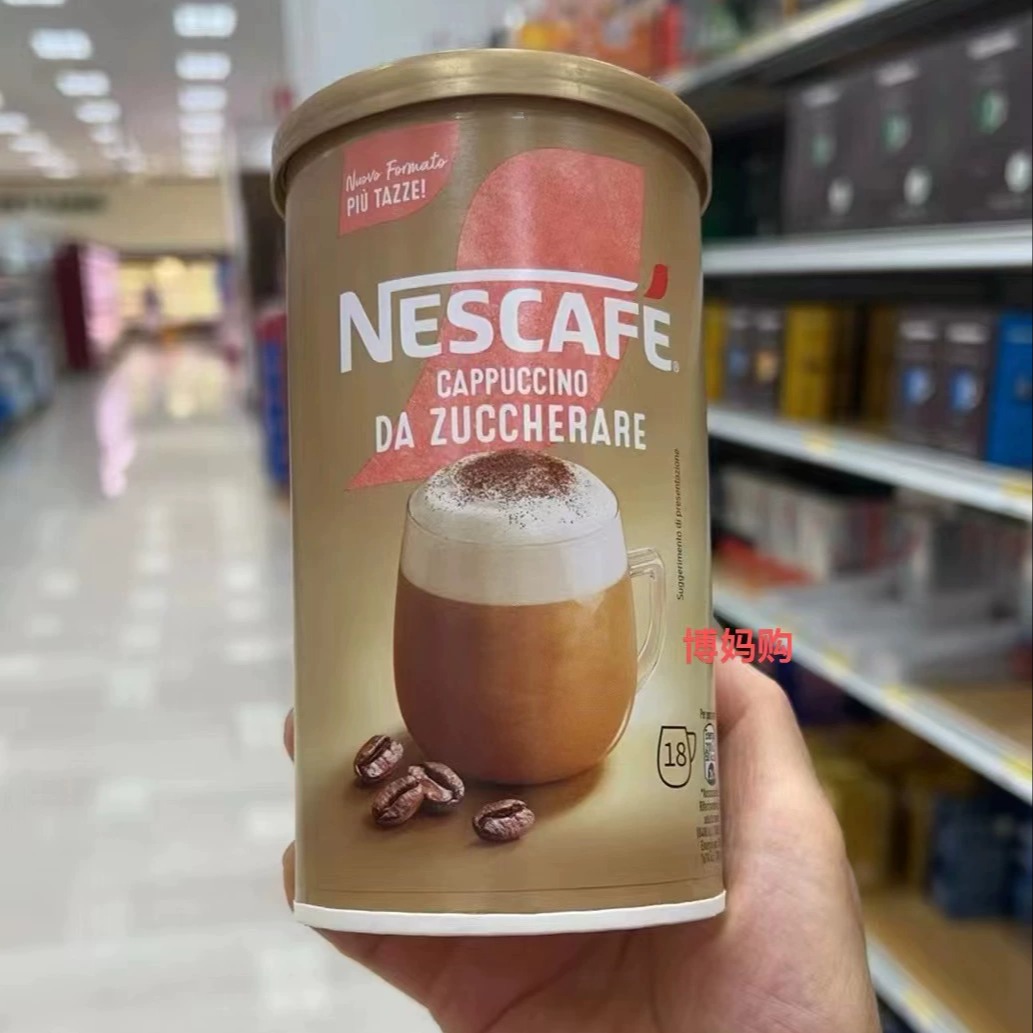 Nuovo Formato
PIÙ TAZZE!
NESCAFÉ
CAPPUCCINO
DA ZUCCHERARE
Suggerimento di presentazione
博妈购
18